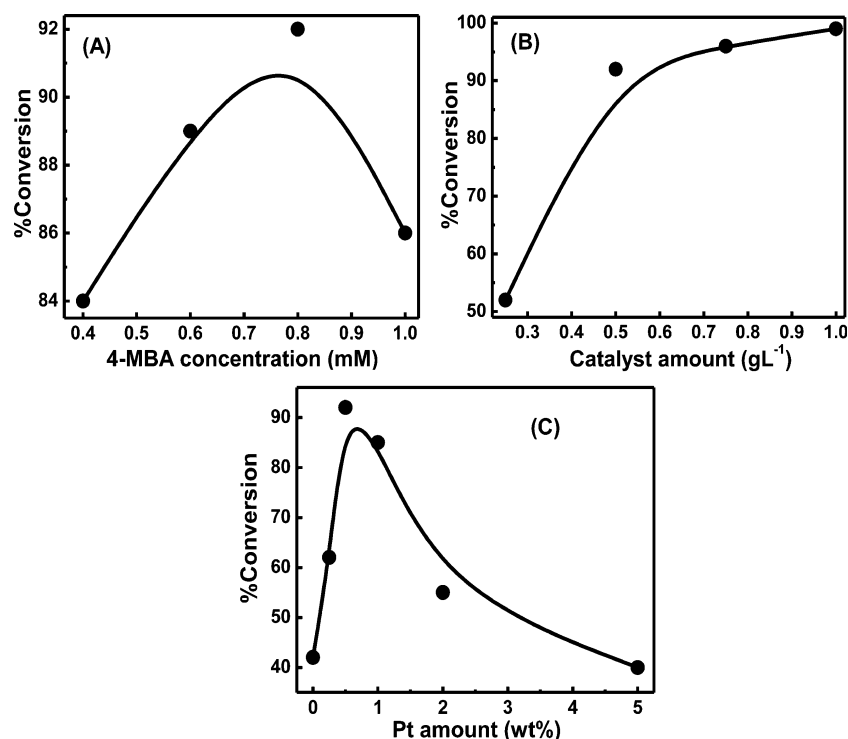 (A)
%Conversion
92
90
88
86
84
0.4 0.5 0.6 0.7 0.8 0.9 1.0
4-MBA concentration (mM)
(B)
%Conversion
100
90
80
70
60
50
0.3 0.4 0.5 0.6 0.7 0.8 0.9 1.0
Catalyst amount (gL-1)
(C)
%Conversion
90
80
70
60
50
40
0 1 2 3 4 5
Pt amount (wt%)